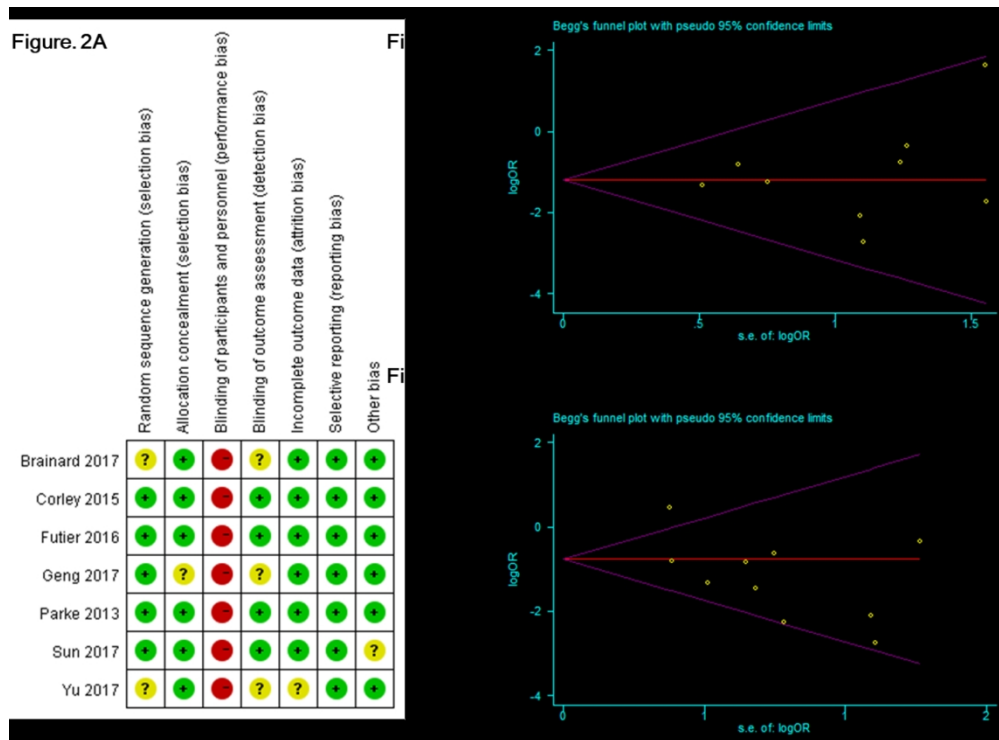 Figure. 2A
Random sequence generation (selection bias)
Allocation concealment (selection bias)
Blinding of participants and personnel (performance bias)
Blinding of outcome assessment (detection bias)
Incomplete outcome data (attrition bias)
Selective reporting (reporting bias)
Other bias
Brainard 2017 ? + - ? + + +
Corley 2015 + + - + + + +
Futier 2016 + + - + + + +
Geng 2017 + ? - ? + + +
Parke 2013 + + - + + + +
Sun 2017 + + - + + + ?
Yu 2017 ? + - ? ? + +
Fi
Begg's funnel plot with pseudo 95% confidence limits
logOR
2
0
-2
-4
0 .5 1 1.5
s.e. of: logOR
Fi
Begg's funnel plot with pseudo 95% confidence limits
logOR
2
0
-2
-4
0 1 1 2
s.e. of: logOR